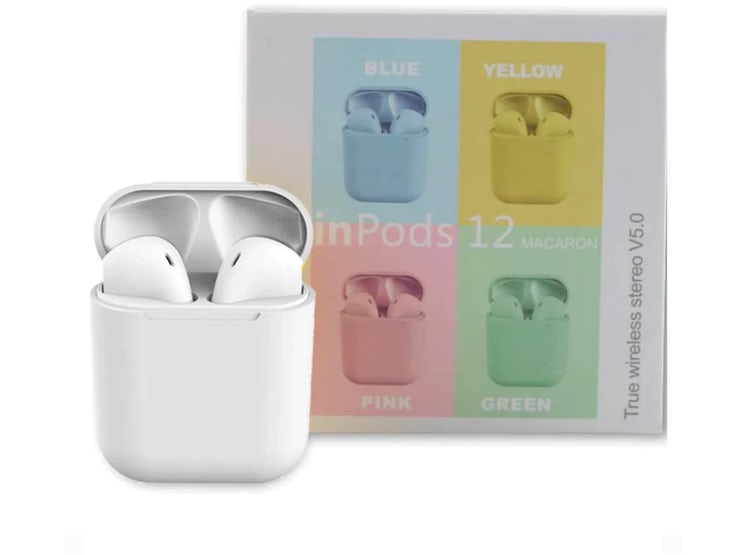 BLUE
YELLOW
inPods 12 MACARON
PINK
GREEN
True wireless stereo V5.0